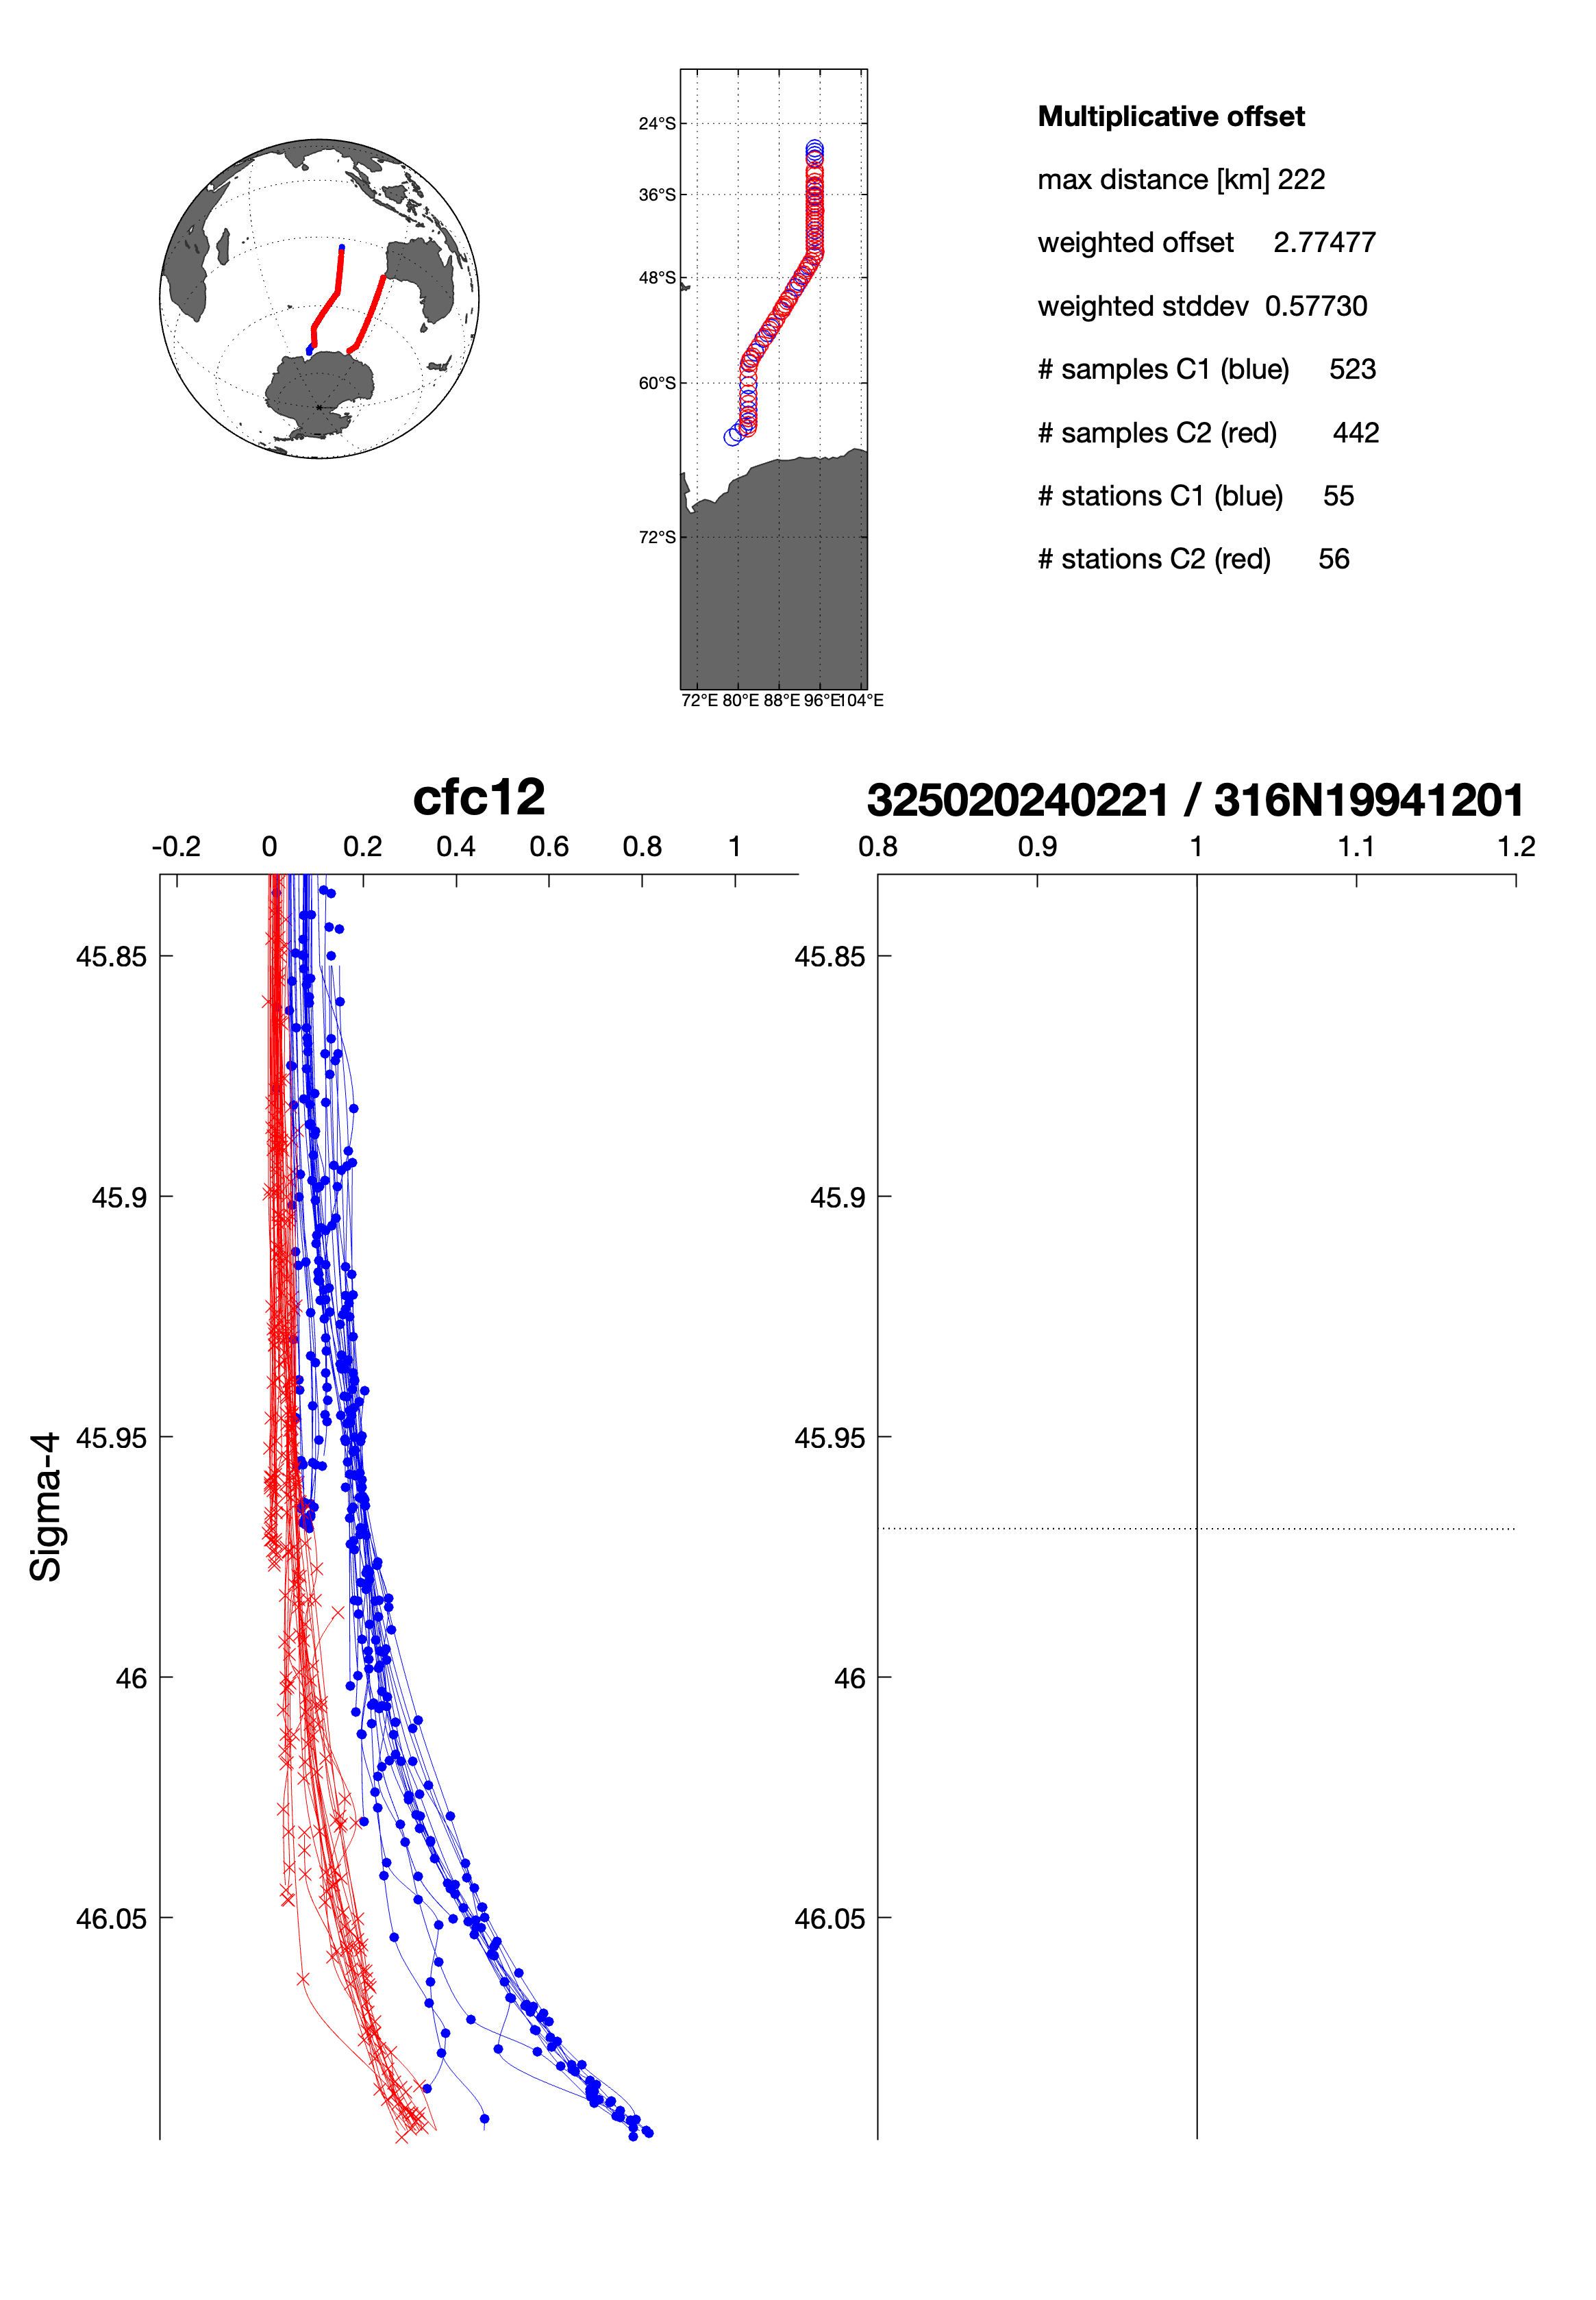 Multiplicative offset
max distance [km] 222
weighted offset 2.77477
weighted stddev 0.57730
# samples C1 (blue) 523
# samples C2 (red) 442
# stations C1 (blue) 55
# stations C2 (red) 56
24°S
36°S
48°S
60°S
72°S
72°E 80°E 88°E 96°E 104°E
cfc12
-0.2 0 0.2 0.4 0.6 0.8 1
45.85
45.9
45.95
46
46.05
Sigma-4
325020240221 / 316N19941201
0.8 0.9 1 1.1 1.2
45.85
45.9
45.95
46
46.05